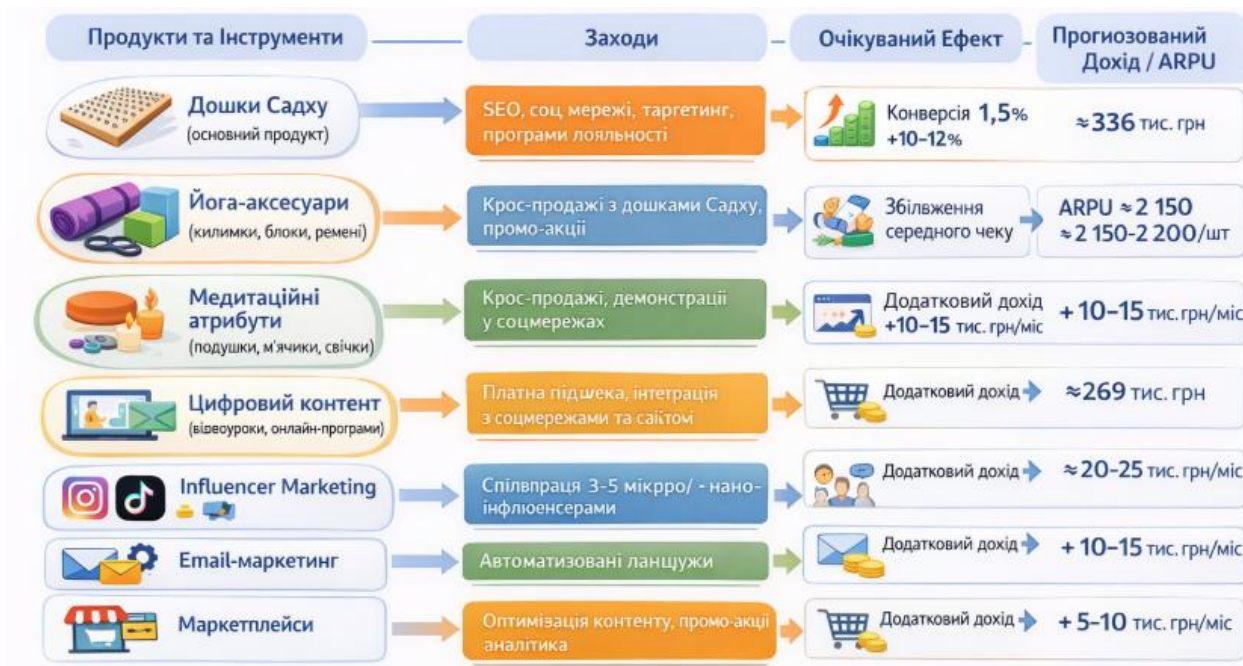 Продукти та Інструменти
Заходи
Очікуваний Ефект
Прогиозований
Дохід / ARPU
Дошки Садху
(основний продукт)
SEO, соц мережі, таргетинг,
програми лояльності
Конверсія 1,5%
+10-12%
≈336 тис. грн
Йога-аксесуари
(килимки, блоки, ремені)
Крос-продажі з дошками Садху,
промо-акції
Збілвження
середного чеку
ARPU ≈ 2 150
≈ 2 150-2 200/шт
Медитаційні
атрибути
(подушки, м'ячики, свічки)
Крос-продажі, демонстрації
у соцмережах
Додатковий дохід
+10-15 тис. грн/міс
+ 10-15 тис. грн/міс
Цифровий контент
(відеоуроки, онлайн-програми)
Платна підшека, інтеграція
з соцмережами та сайтом
Додатковий дохід
≈269 тис. грн
Influencer Marketing
Співпраця 3-5 мікрро/ - нано-
інфлюенсерами
Додатковий дохід
≈ 20-25 тис. грн/міс
Email-маркетинг
Автоматизовані ланщужи
Додатковий дохід
+ 10-15 тис. грн/міс
Маркетплейси
Оптимізація контенту, промо-акції
аналітика
Додатковий дохід
+ 5-10 тис. грн/міс